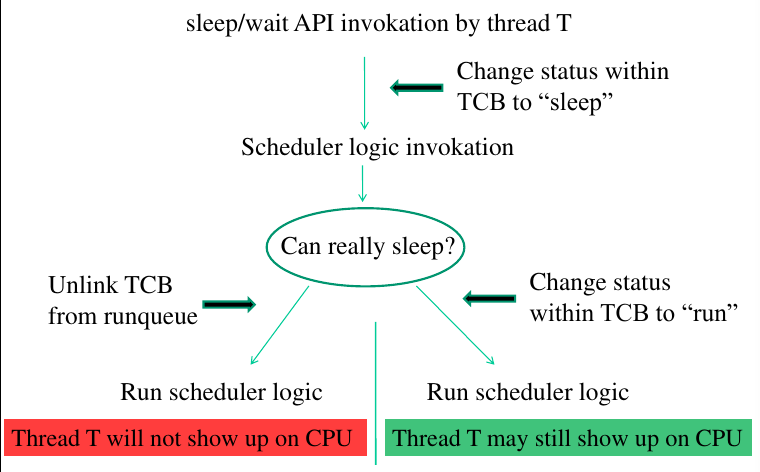 sleep/wait API invokation by thread T
Change status within
TCB to “sleep”
Scheduler logic invokation
Can really sleep?
Unlink TCB
from runqueue
Change status
within TCB to “run”
Run scheduler logic
Run scheduler logic
Thread T will not show up on CPU
Thread T may still show up on CPU